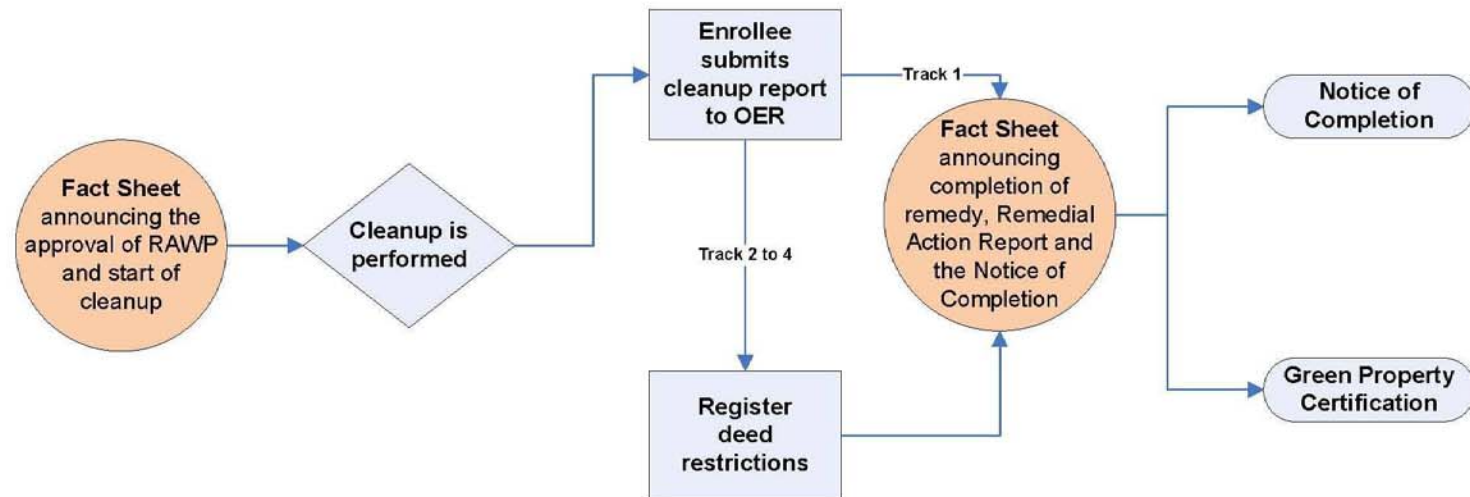 Fact Sheet
announcing the
approval of RAWP
and start of
cleanup
Cleanup is
performed
Enrollee
submits
cleanup report
to OER
Track 1
Track 2 to 4
Register
deed
restrictions
Fact Sheet
announcing
completion of
remedy, Remedial
Action Report and
the Notice of
Completion
Notice of
Completion
Green Property
Certification